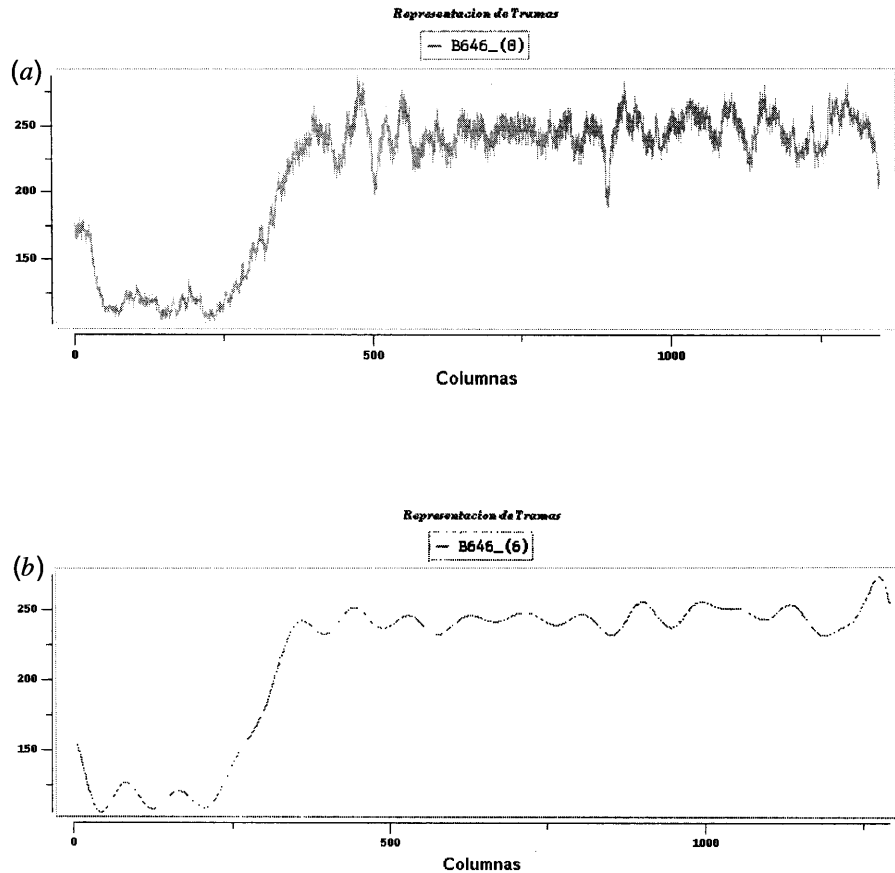 Representacion de Tramas
B646_(8)
(a)
250
200
150
0 500 1000
Columnas
Representacion de Tramas
B646_(6)
(b)
250
200
150
0 500 1000
Columnas